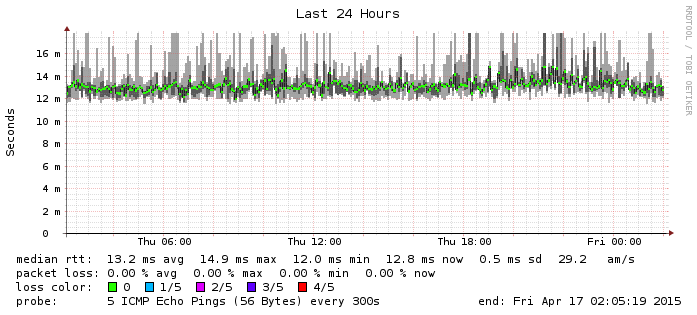 Last 24 Hours
RRDTOOL / TOBI OETIKER
Seconds
16 m
14 m
12 m
10 m
8 m
6 m
4 m
2 m
0
Thu 06:00 Thu 12:00 Thu 18:00 Fri 00:00
median rtt: 13.2 ms avg 14.9 ms max 12.0 ms min 12.8 ms now 0.5 ms sd 29.2 am/s
packet loss: 0.00 % avg 0.00 % max 0.00 % min 0.00 % now
loss color: 0 1/5 2/5 3/5 4/5
probe: 5 ICMP Echo Pings (56 Bytes) every 300s end: Fri Apr 17 02:05:19 2015